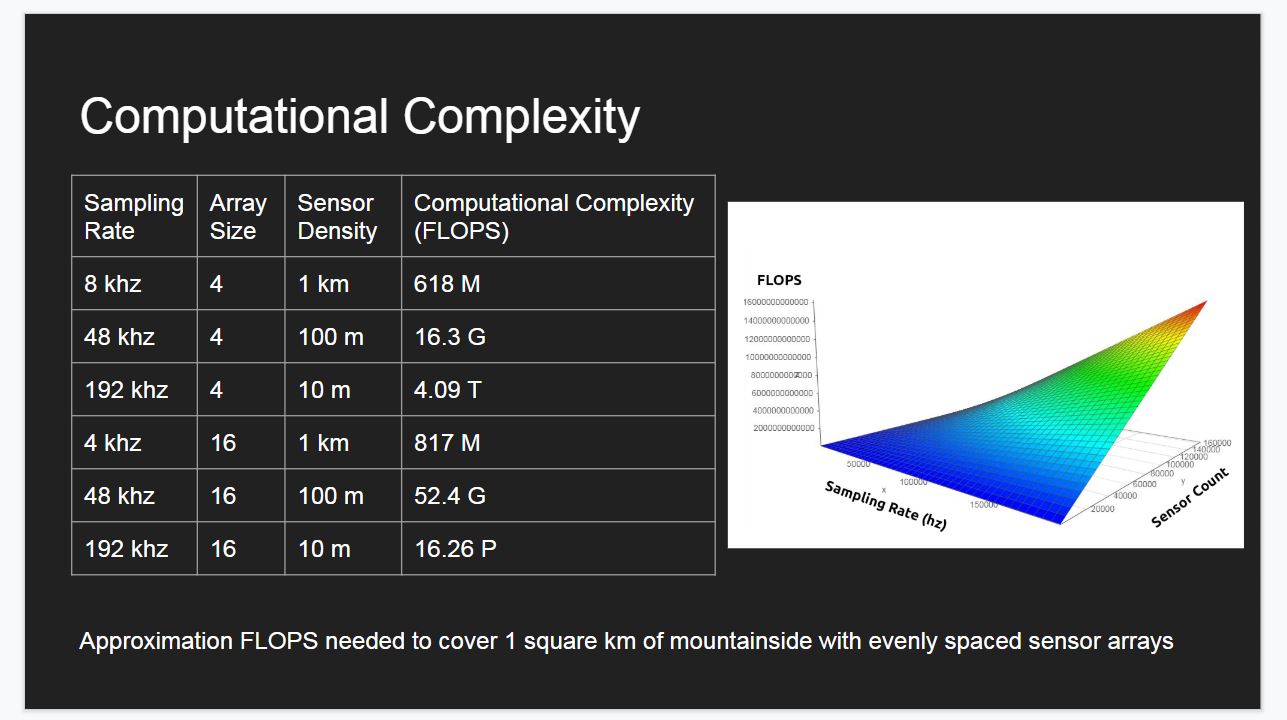 Computational Complexity
Sampling Rate
Array Size
Sensor Density
Computational Complexity (FLOPS)
8 khz 4 1 km 618 M
48 khz 4 100 m 16.3 G
192 khz 4 10 m 4.09 T
4 khz 16 1 km 817 M
48 khz 16 100 m 52.4 G
192 khz 16 10 m 16.26 P
FLOPS
16000000000000
14000000000000
12000000000000
10000000000000
8000000000000
z
6000000000000
4000000000000
2000000000000
50000
100000
150000
x
Sampling Rate (hz)
20000
40000
60000
80000
100000
120000
140000
160000
y
Sensor Count
Approximation FLOPS needed to cover 1 square km of mountainside with evenly spaced sensor arrays